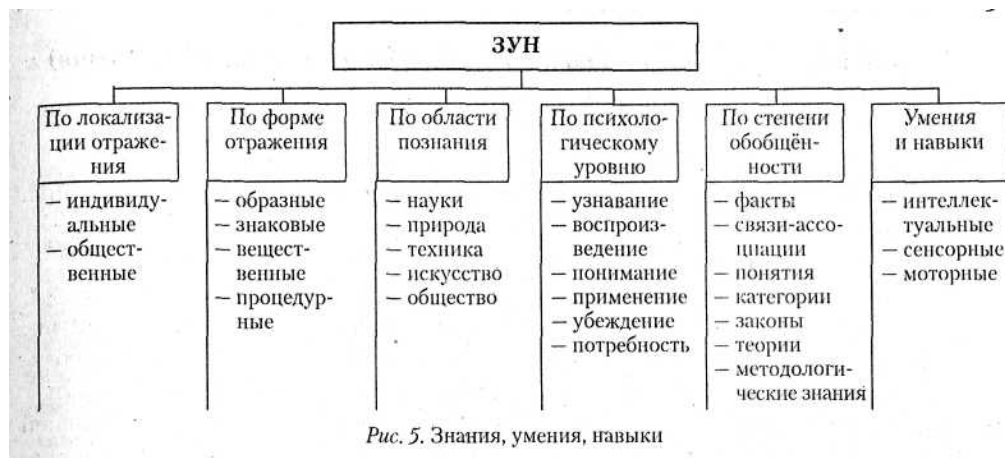 ЗУН
По локализа-
ции отраже-
ния
— индивиду-
альные
— общест-
венные
По форме
отражения
— образные
— знаковые
— вещест-
венные
— процедур-
ные
По области
познания
— науки
— природа
— техника
— искусство
— общество
По психоло-
гическому
уровню
— узнавание
— воспроиз-
ведение
— понимание
— применение
— убеждение
— потребность
По степени
обобщён-
ности
— факты
— связи-ассо-
циации
— понятия
— категории
— законы
— теории
— методологи-
ческие знания
Умения
и навыки
— интеллек-
туальные
— сенсорные
— моторные
Рис. 5. Знания, умения, навыки